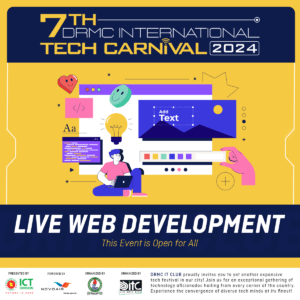 7TH
DRMC INTERNATIONAL
TECH CARNIVAL 2024
Add
Text
Aa
LIVE WEB DEVELOPMENT
This Event is Open for All
ICT
NOVOAIR
DRMC IT CLUB proudly invites you to yet another expansive
tech festival in our city! Join us for an exceptional gathering of
technology aficionados hailing from every corner of the country.
Experience the convergence of diverse tech minds at its finest!